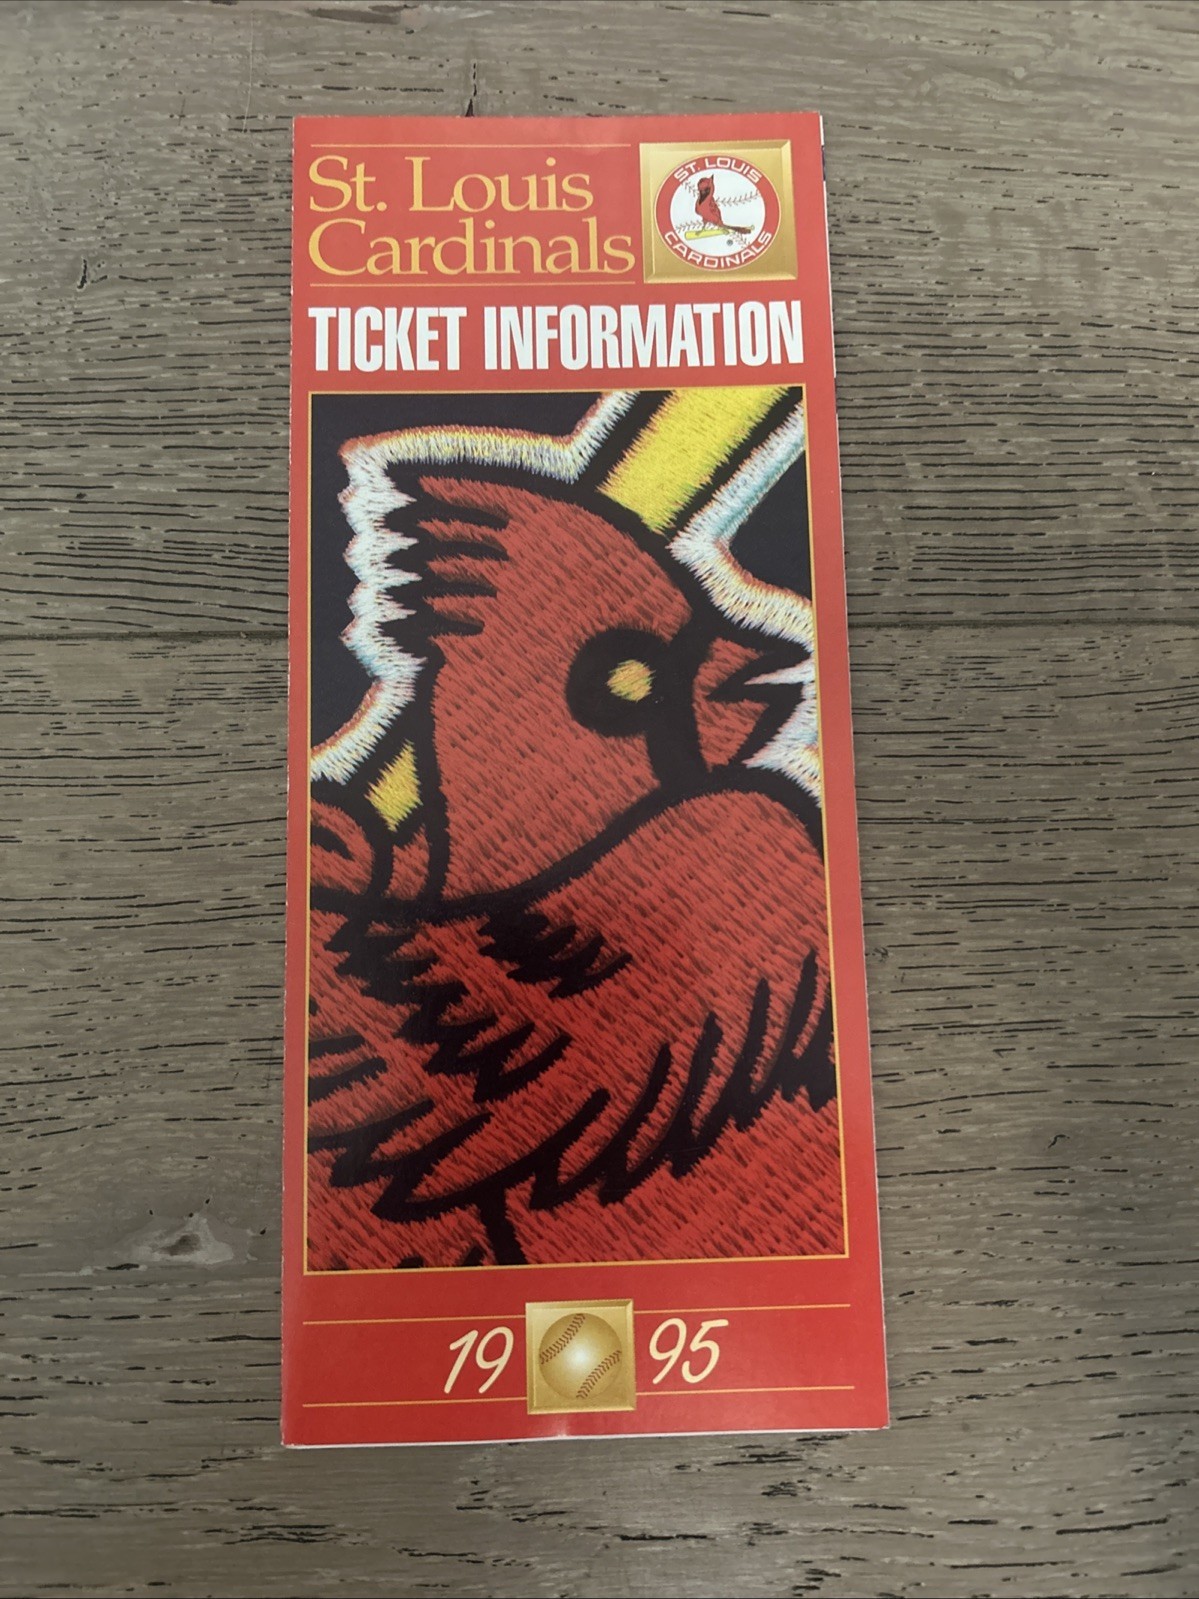 St. Louis
Cardinals
ST. LOUIS
CARDINALS
TICKET INFORMATION
19 95